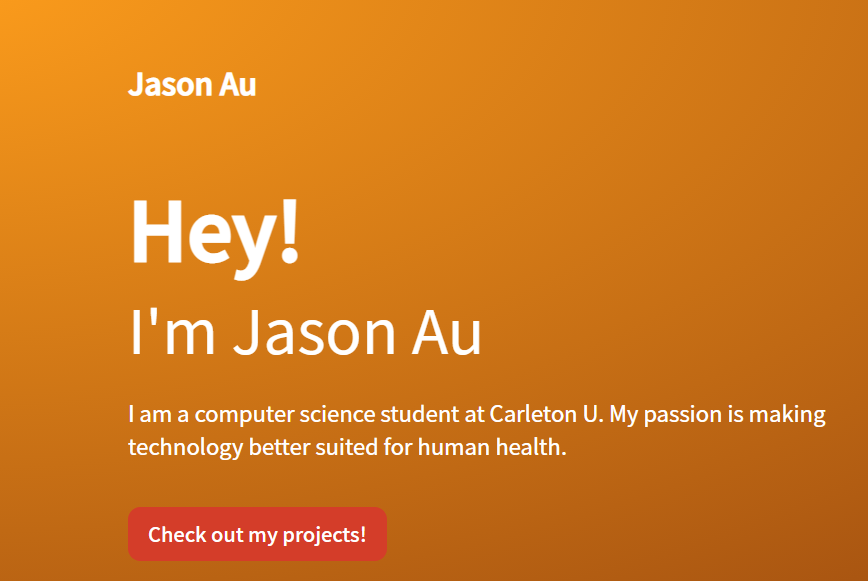 Jason Au
Hey!
I'm Jason Au
I am a computer science student at Carleton U. My passion is making
technology better suited for human health.
Check out my projects!